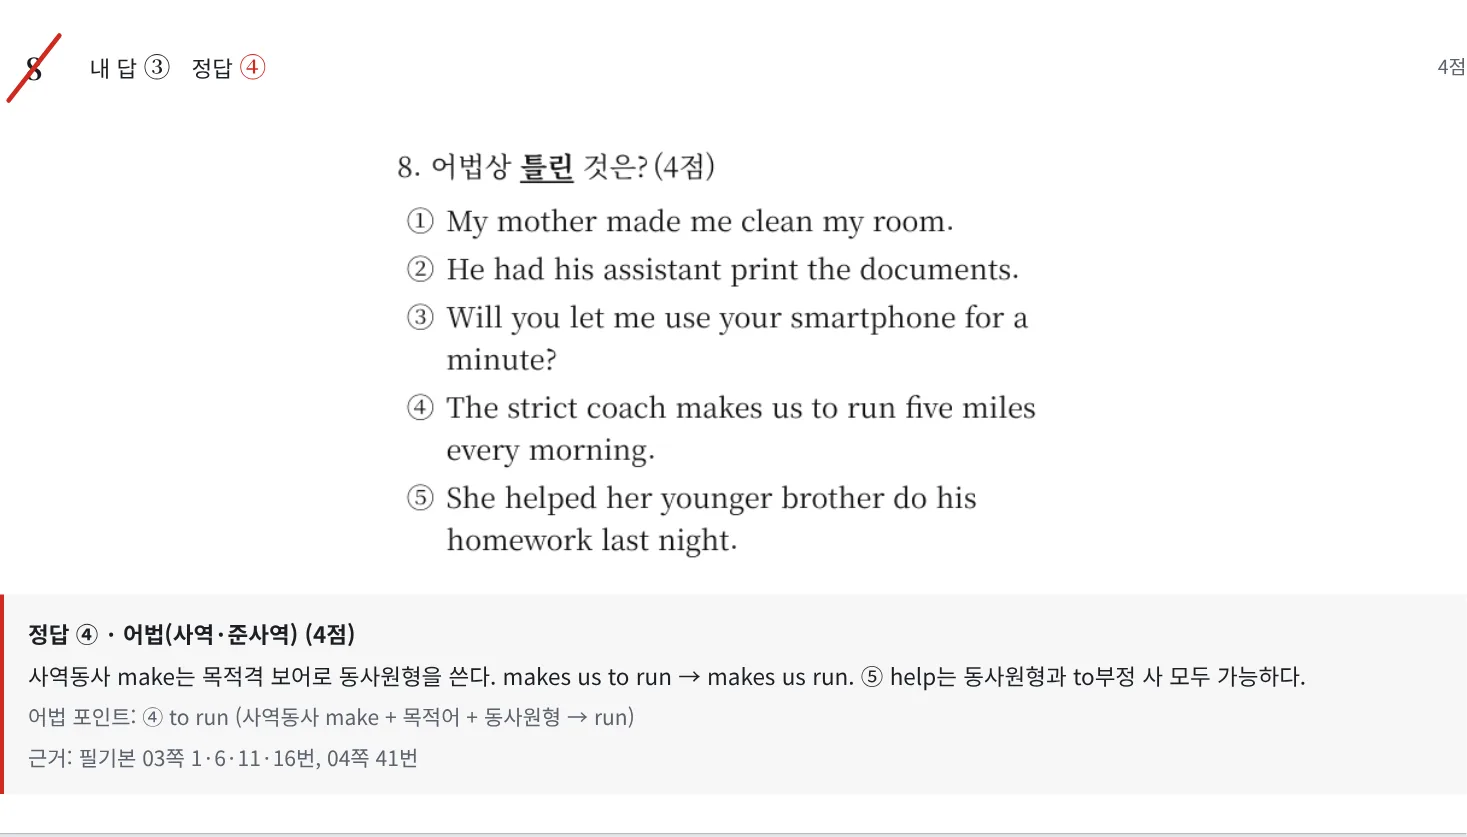 8 내 답 ③ 정답 ④ 4점
8. 어법상 틀린 것은? (4점)
① My mother made me clean my room.
② He had his assistant print the documents.
③ Will you let me use your smartphone for a
minute?
④ The strict coach makes us to run five miles
every morning.
⑤ She helped her younger brother do his
homework last night.
정답 ④ · 어법(사역·준사역) (4점)
사역동사 make는 목적격 보어로 동사원형을 쓴다. makes us to run → makes us run. ⑤ help는 동사원형과 to부정 사 모두 가능하다.
어법 포인트: ④ to run (사역동사 make + 목적어 + 동사원형 → run)
근거: 필기본 03쪽 1·6·11·16번, 04쪽 41번